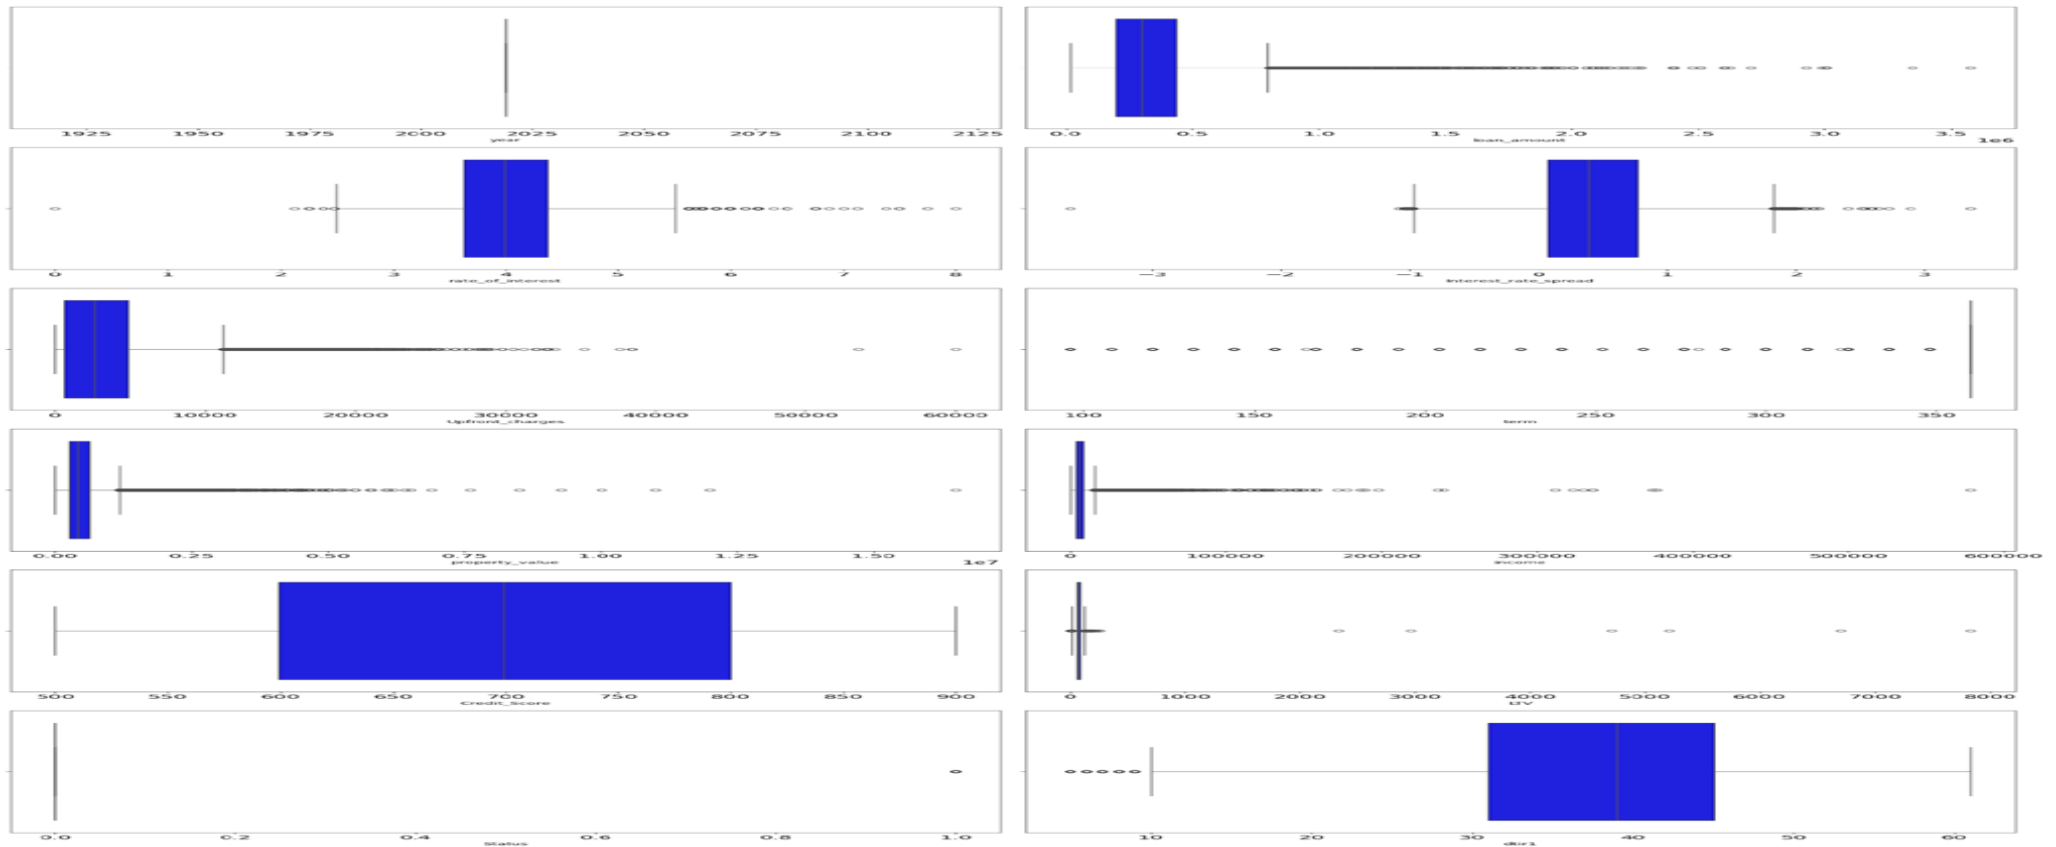 1925 1950 1975 2000 2025 2050 2075 2100 2125
year
0.0 0.5 1.0 1.5 2.0 2.5 3.0 3.5
loan_amount 1e6
0 1 2 3 4 5 6 7 8
rate_of_interest
−3 −2 −1 0 1 2 3
Interest_rate_spread
0 10000 20000 30000 40000 50000 60000
Upfront_charges
100 150 200 250 300 350
term
0.00 0.25 0.50 0.75 1.00 1.25 1.50
property_value 1e7
0 100000 200000 300000 400000 500000 600000
income
500 550 600 650 700 750 800 850 900
Credit_Score
0 1000 2000 3000 4000 5000 6000 7000 8000
LTV
0.0 0.2 0.4 0.6 0.8 1.0
Status
10 20 30 40 50 60
dtir1